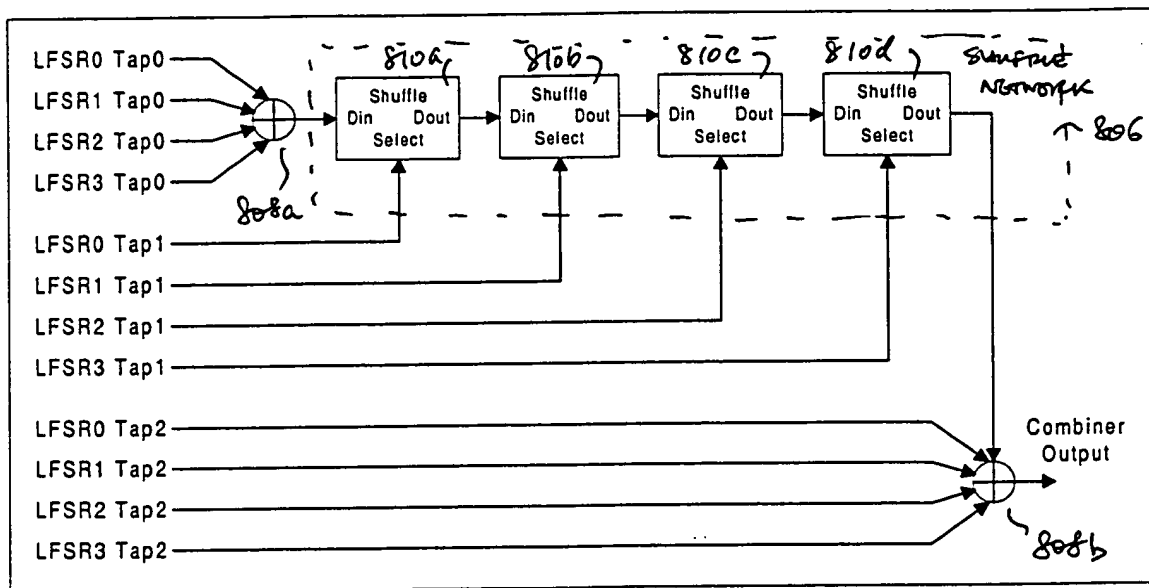 LFSR0 Tap0
LFSR1 Tap0
LFSR2 Tap0
LFSR3 Tap0
808a
810a
810b
810c
810d
SHUFFLE
NETWORK
806
Shuffle
Din Dout
Select
Shuffle
Din Dout
Select
Shuffle
Din Dout
Select
Shuffle
Din Dout
Select
LFSR0 Tap1
LFSR1 Tap1
LFSR2 Tap1
LFSR3 Tap1
LFSR0 Tap2
LFSR1 Tap2
LFSR2 Tap2
LFSR3 Tap2
Combiner
Output
808b